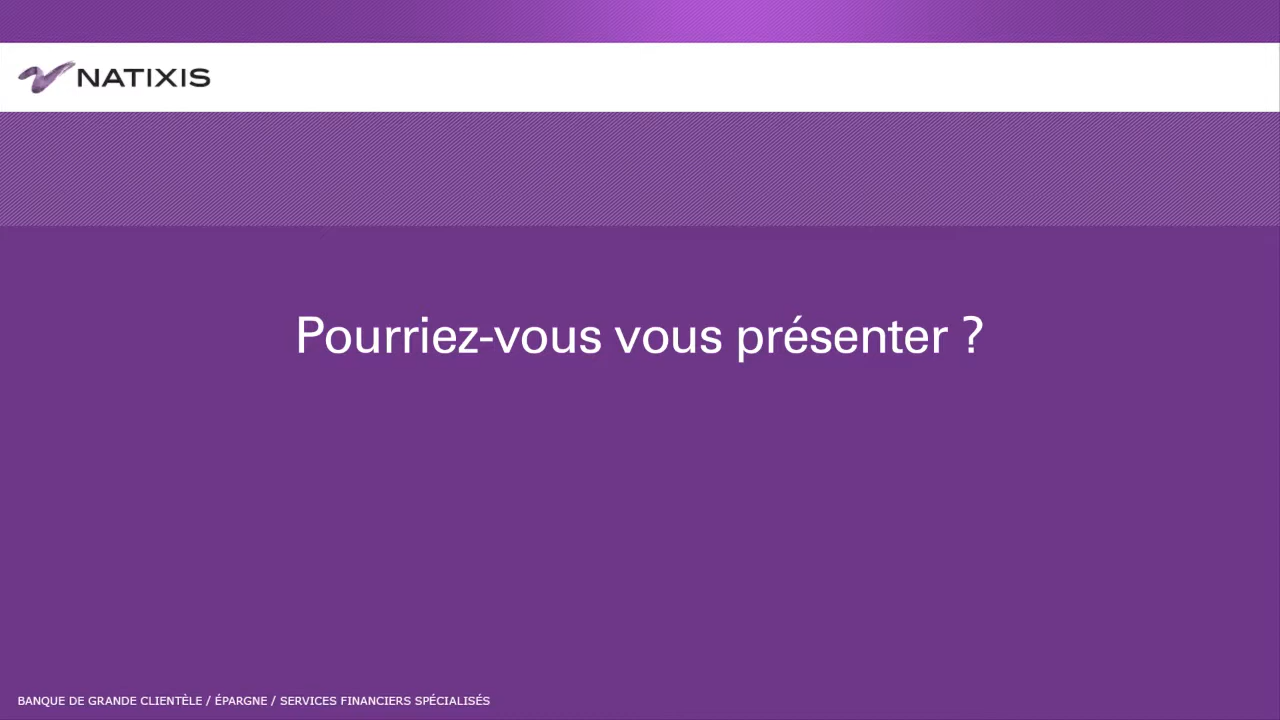 NATIXIS
Pourriez-vous vous présenter ?
BANQUE DE GRANDE CLIENTÈLE / ÉPARGNE / SERVICES FINANCIERS SPÉCIALISÉS